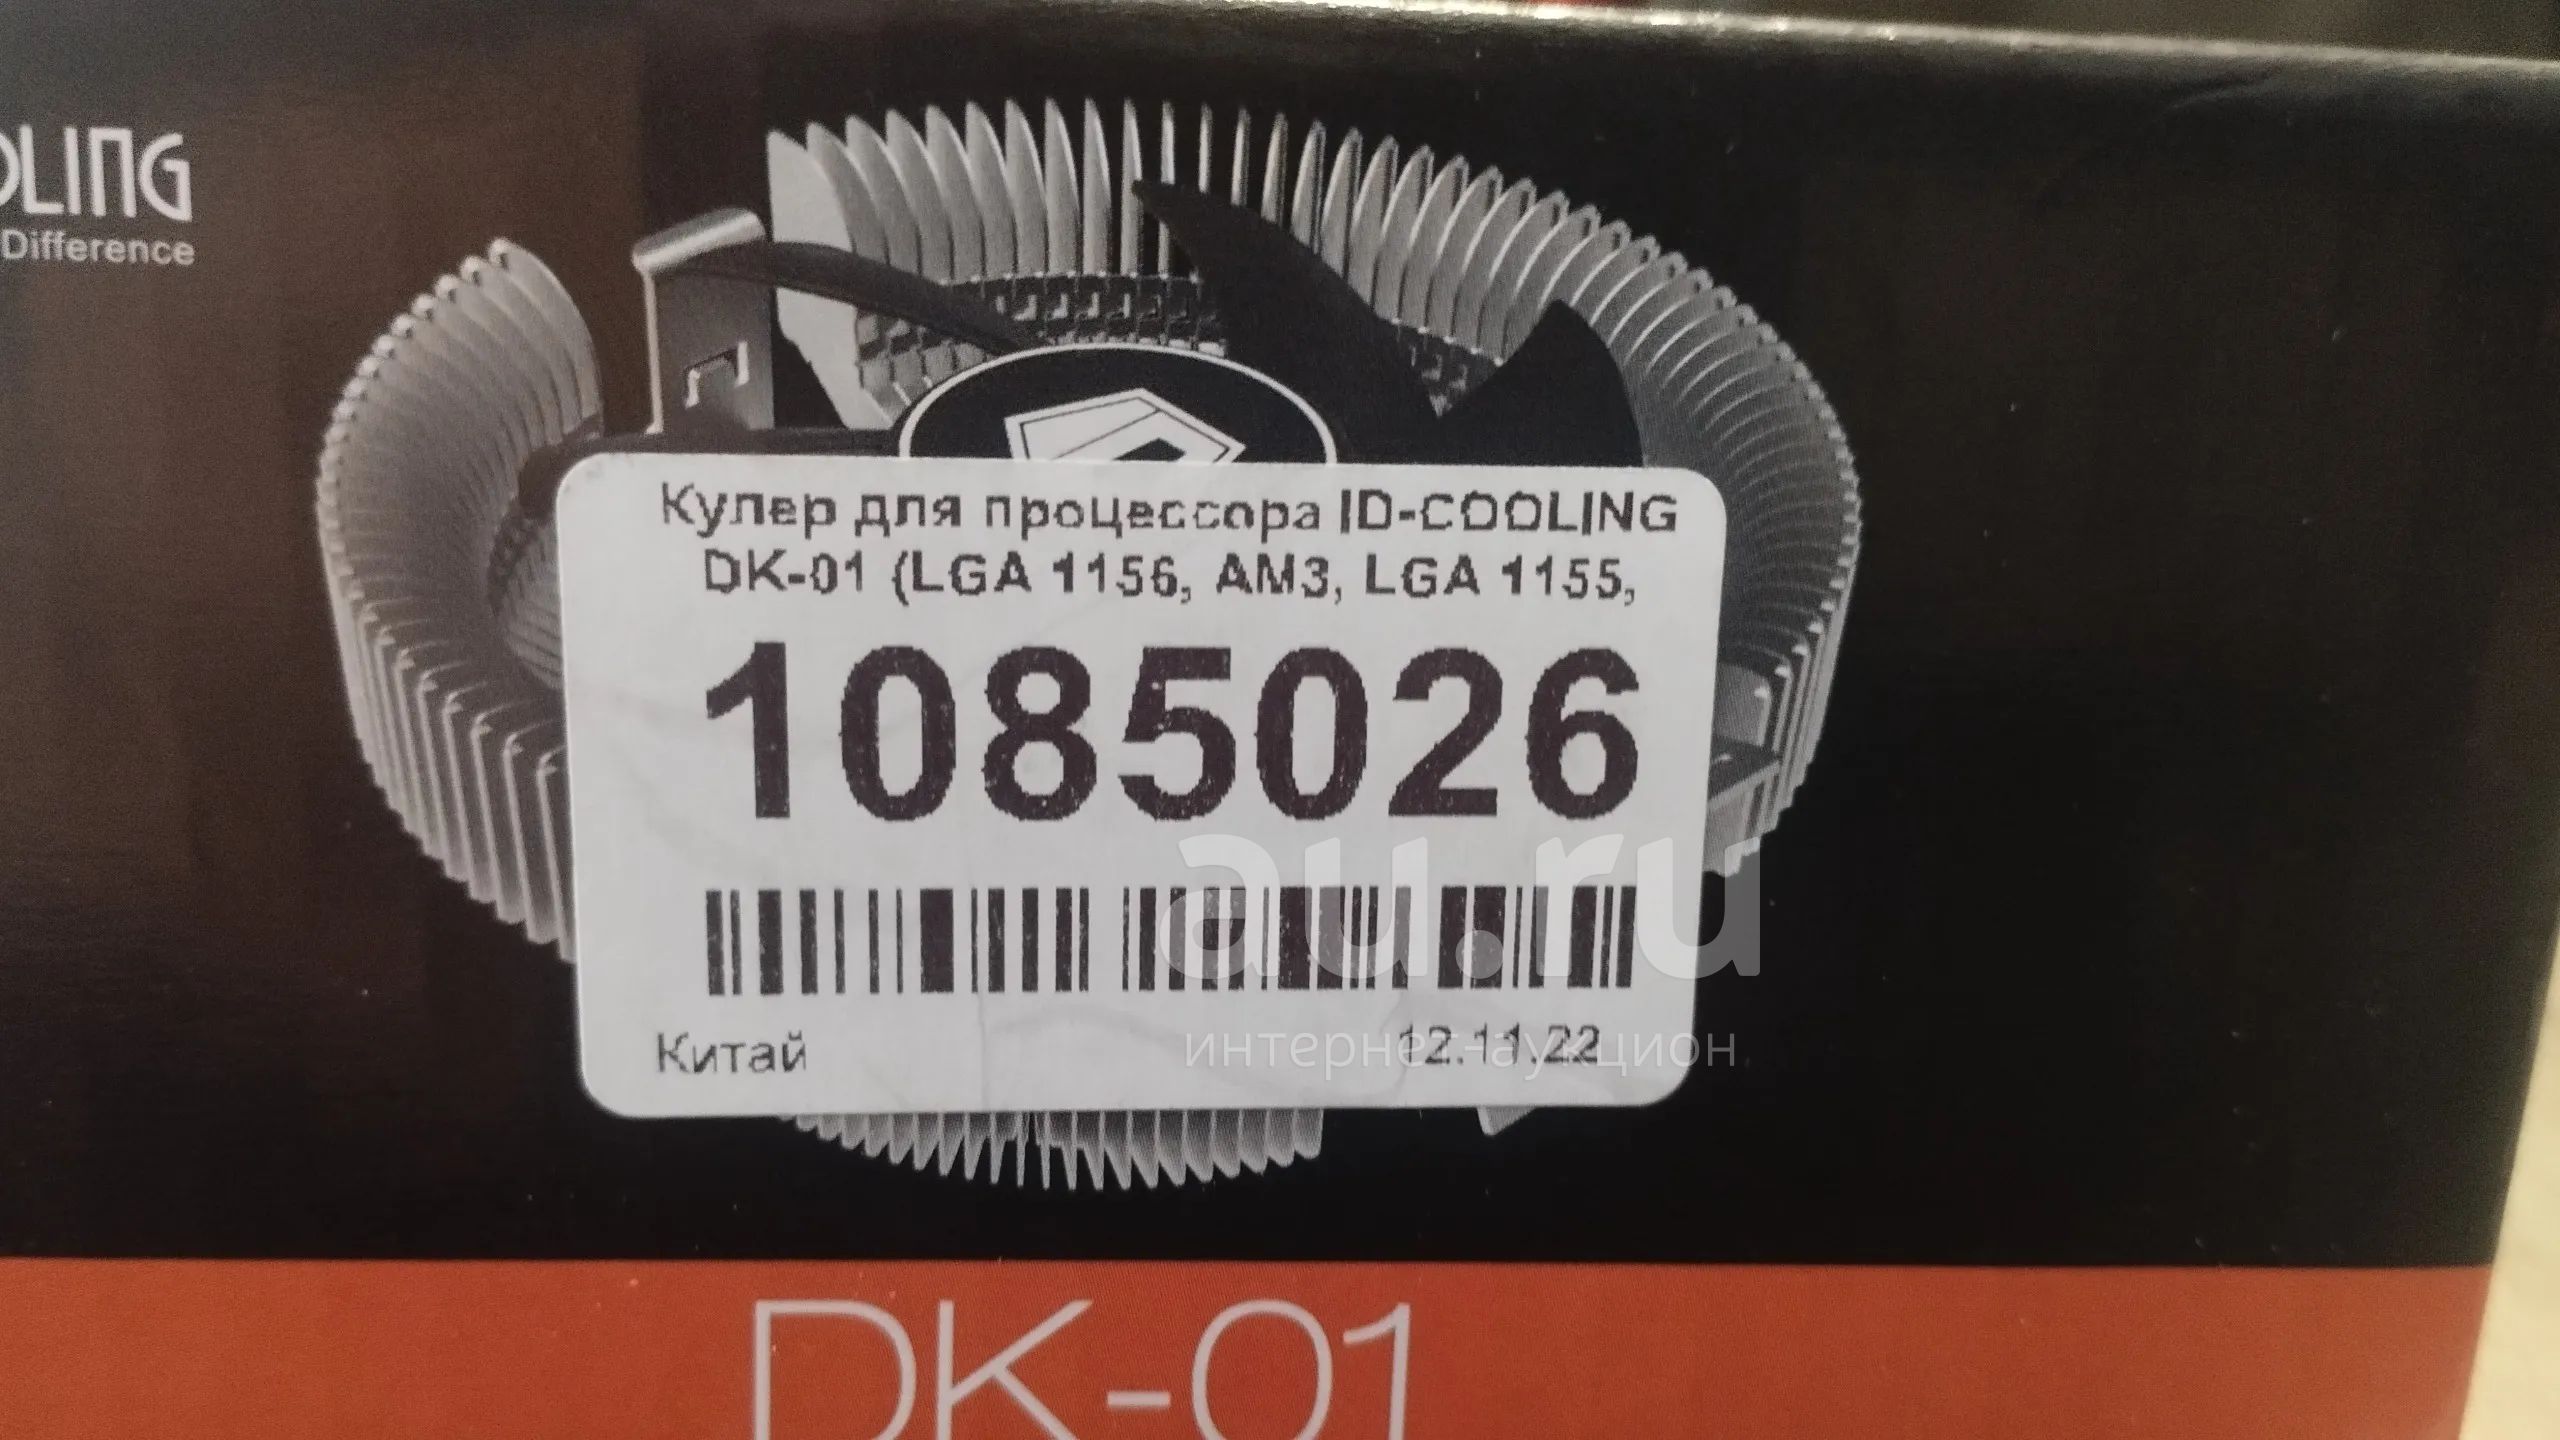 OLING
Difference
Кулер для процессора ID-COOLING
DK-01 (LGA 1156, AM3, LGA 1155,
1085026
au.ru
интернет-аукцион
Китай
12.11.22
DK-01